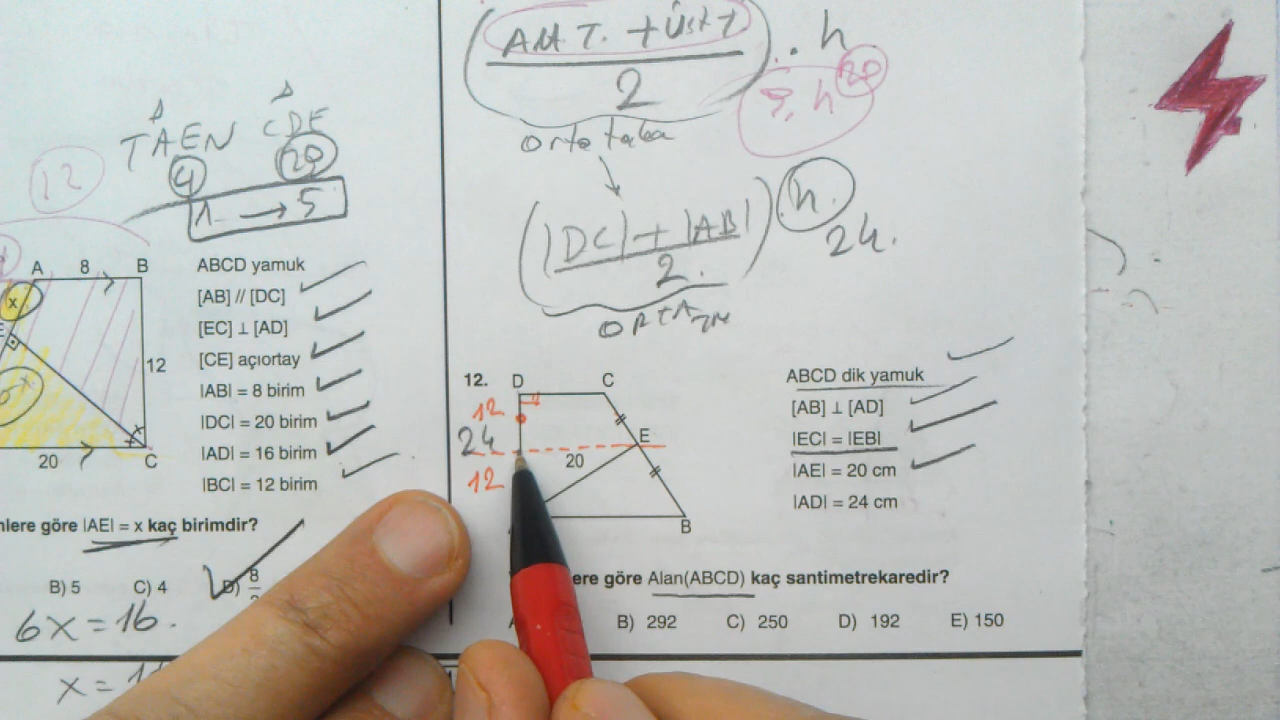 Alt T. + Üst T
2
. h
orta taban
|DC| + |AB|
2.
h.
24.
ORTA
12
TAEN CDE
4 20
1 → 5
A 8 B
x
E
12
20
C
ABCD yamuk
[AB] // [DC]
[EC] ⊥ [AD]
[CE] açıortay
|AB| = 8 birim
|DC| = 20 birim
|AD| = 16 birim
|BC| = 12 birim
göre |AE| = x kaç birimdir?
B) 5 C) 4 8
6x = 16.
x =
12.
D C
12
24
E
20
12
B
ABCD dik yamuk
[AB] ⊥ [AD]
|EC| = |EB|
|AE| = 20 cm
|AD| = 24 cm
göre Alan(ABCD) kaç santimetrekaredir?
B) 292 C) 250 D) 192 E) 150